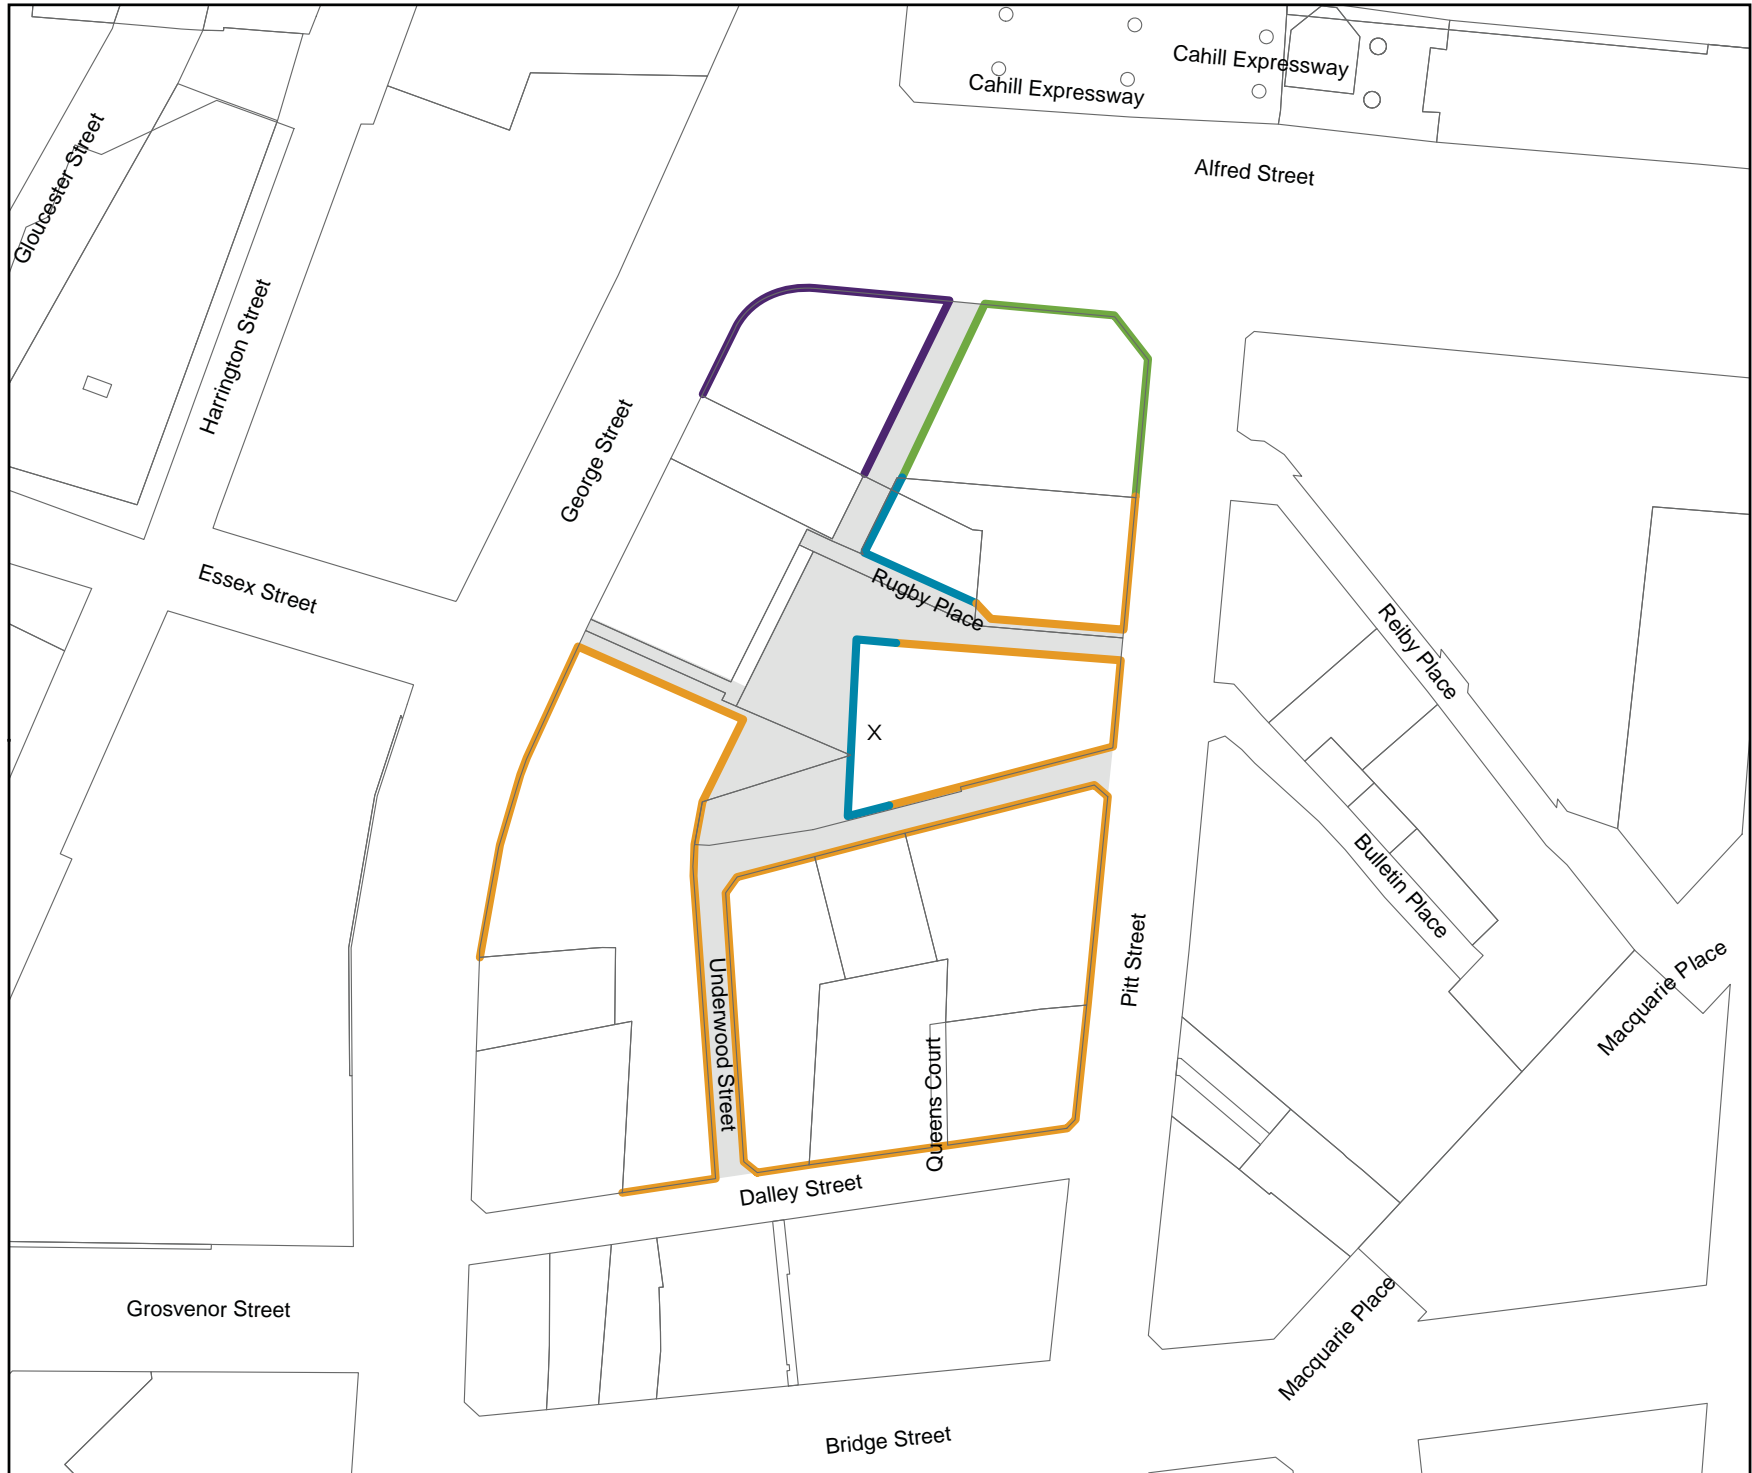 Cahill Expressway
Cahill Expressway
Alfred Street
Gloucester Street
Harrington Street
George Street
Essex Street
Rugby Place
Reiby Place
X
Bulletin Place
Pitt Street
Macquarie Place
Underwood Street
Queens Court
Dalley Street
Grosvenor Street
Macquarie Place
Bridge Street